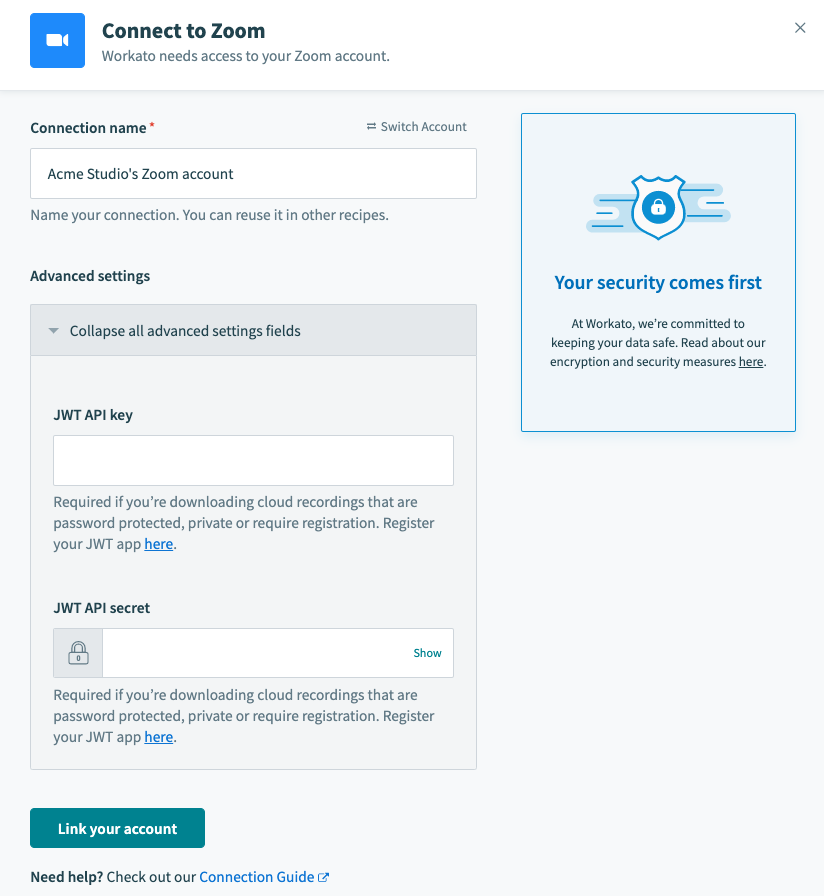 Connect to Zoom
Workato needs access to your Zoom account.
Connection name*
Switch Account
Acme Studio's Zoom account
Name your connection. You can reuse it in other recipes.
Advanced settings
Collapse all advanced settings fields
JWT API key
Required if you’re downloading cloud recordings that are
password protected, private or require registration. Register
your JWT app here.
JWT API secret
Show
Required if you’re downloading cloud recordings that are
password protected, private or require registration. Register
your JWT app here.
Link your account
Need help? Check out our Connection Guide
Your security comes first
At Workato, we’re committed to
keeping your data safe. Read about our
encryption and security measures here.